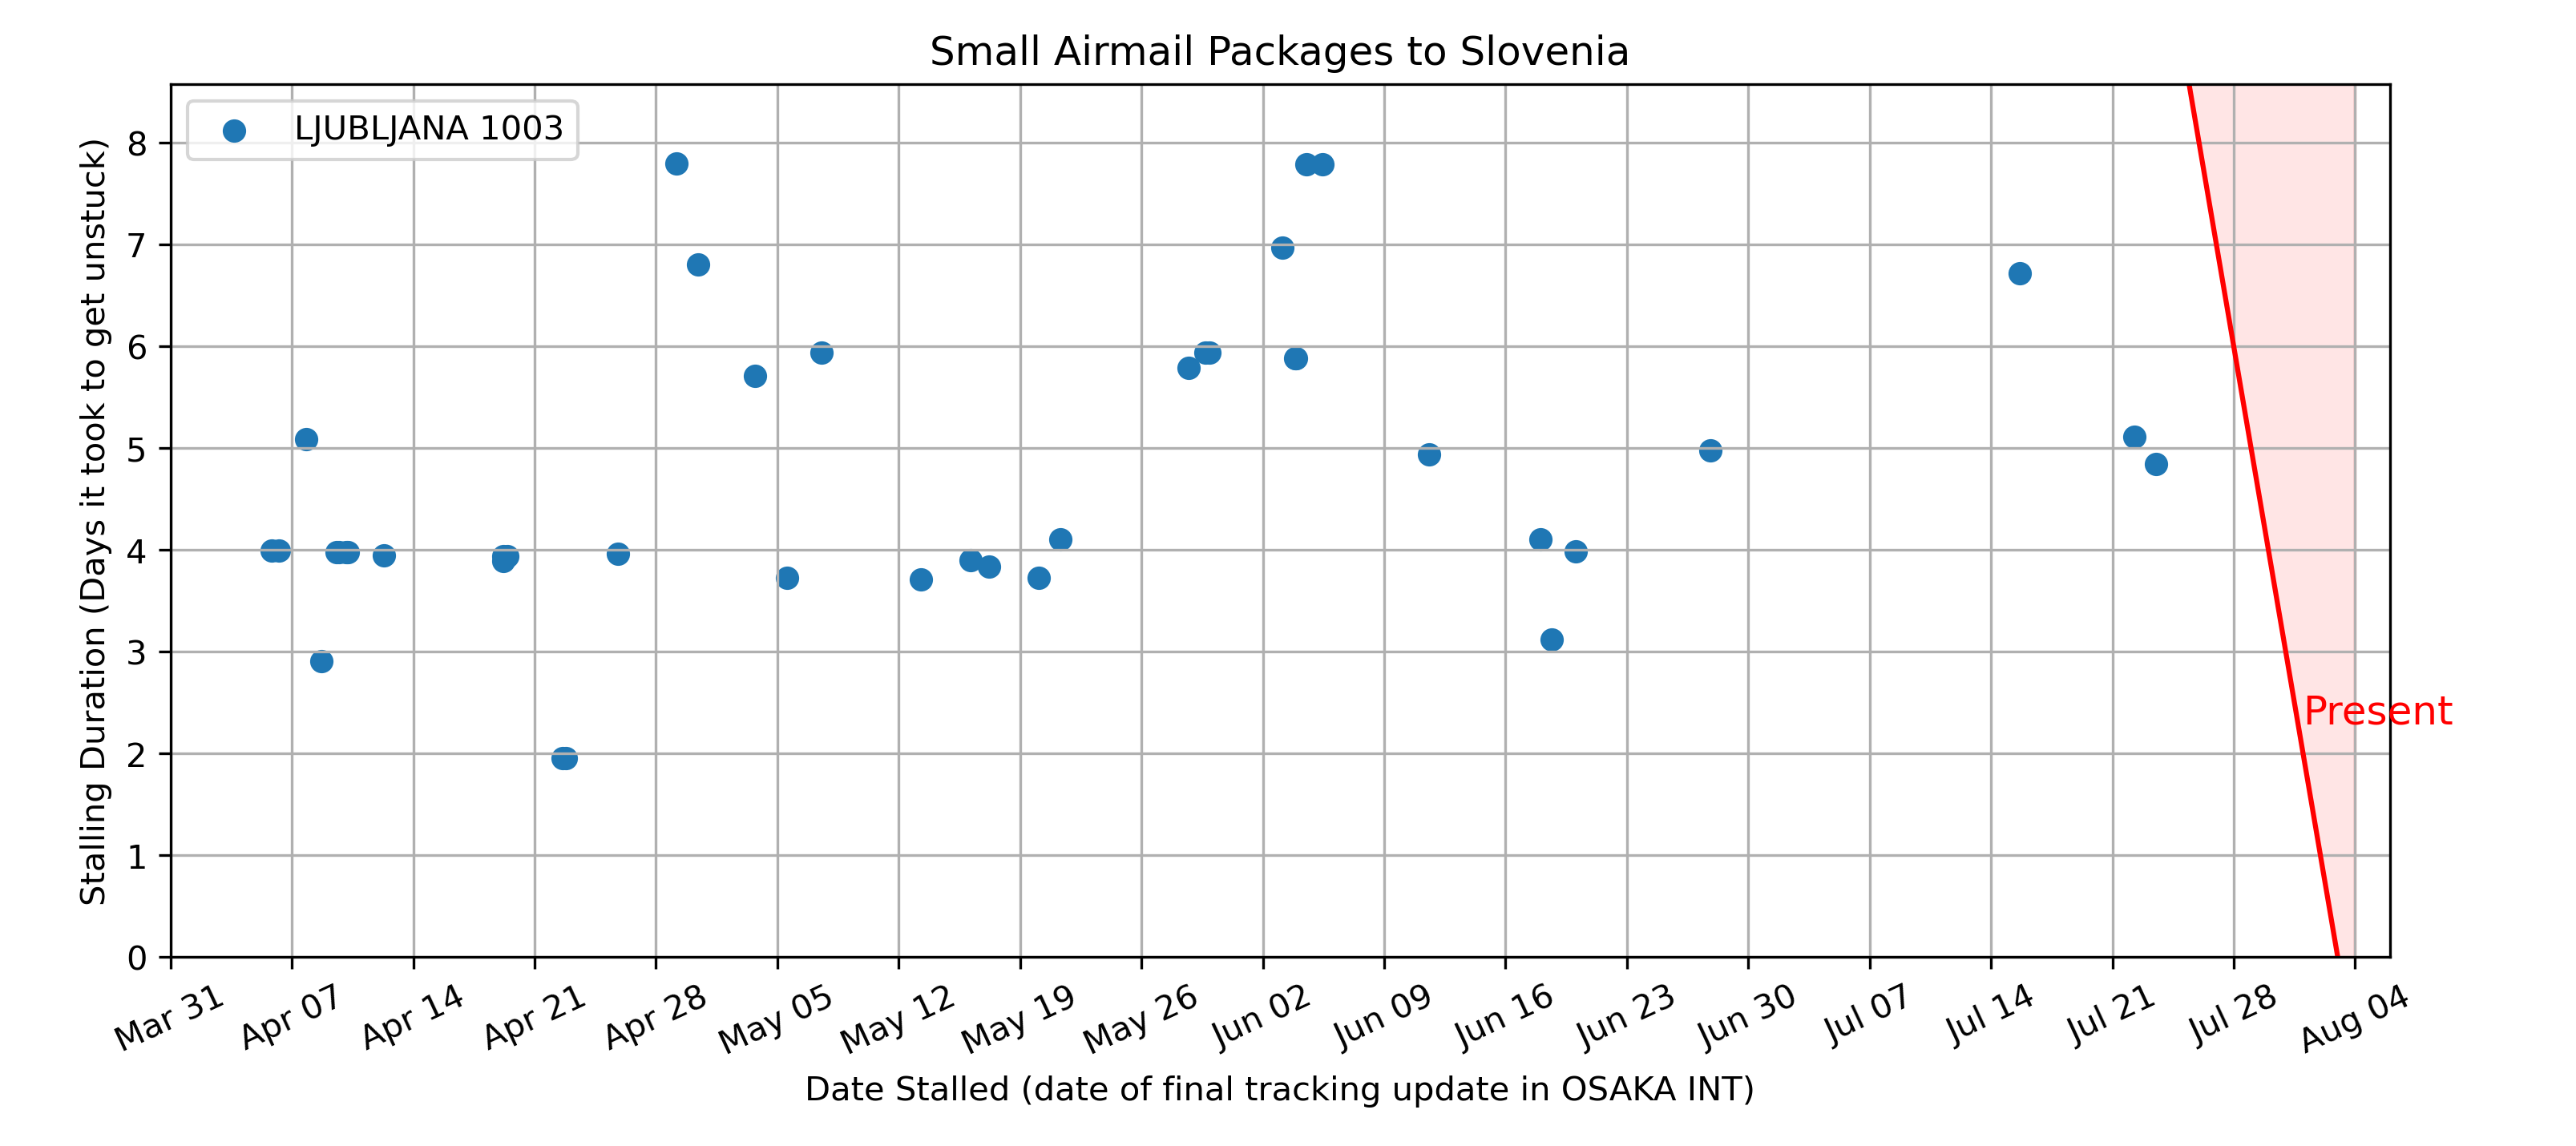 Small Airmail Packages to Slovenia
LJUBLJANA 1003
Stalling Duration (Days it took to get unstuck)
8
7
6
5
4
3
2
1
0
Present
Mar 31
Apr 07
Apr 14
Apr 21
Apr 28
May 05
May 12
May 19
May 26
Jun 02
Jun 09
Jun 16
Jun 23
Jun 30
Jul 07
Jul 14
Jul 21
Jul 28
Aug 04
Date Stalled (date of final tracking update in OSAKA INT)